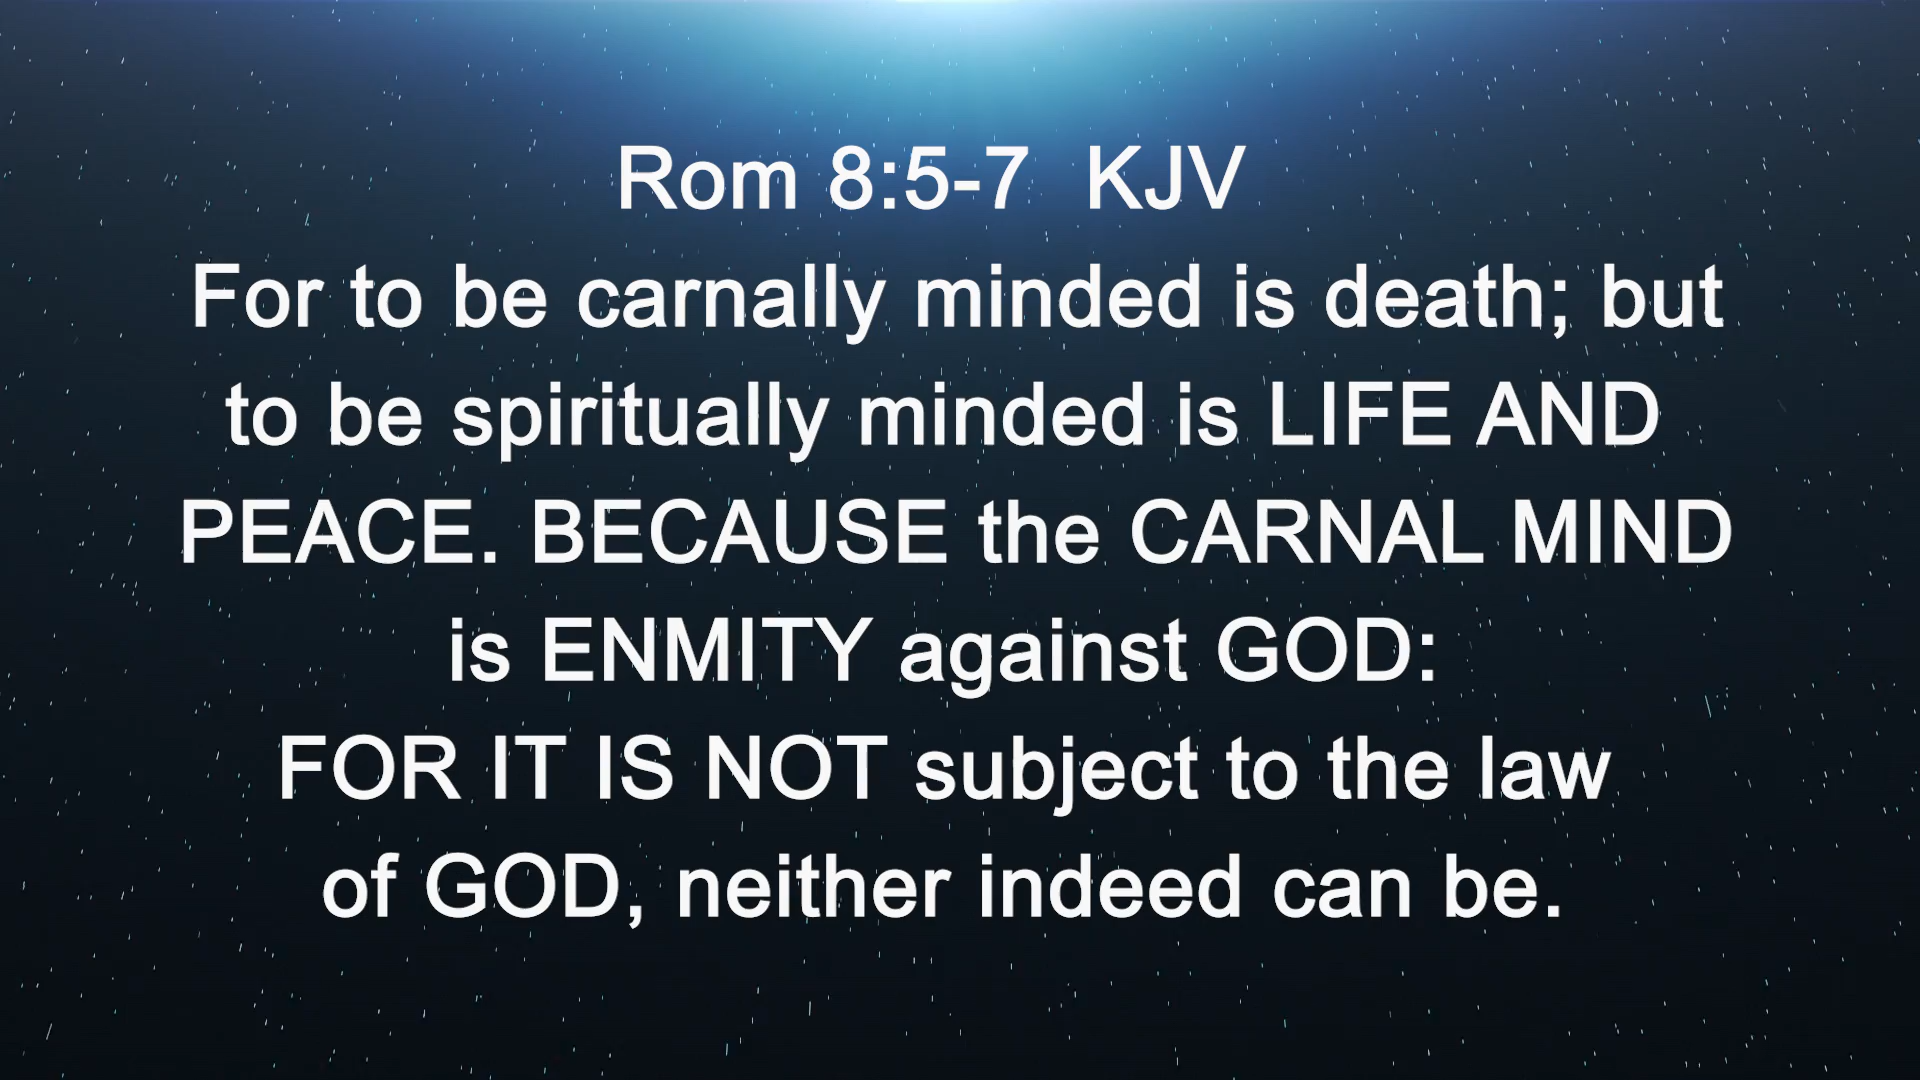 Rom 8:5-7  KJV
For to be carnally minded is death; but
to be spiritually minded is LIFE AND
PEACE. BECAUSE the CARNAL MIND
is ENMITY against GOD:
FOR IT IS NOT subject to the law
of GOD, neither indeed can be.